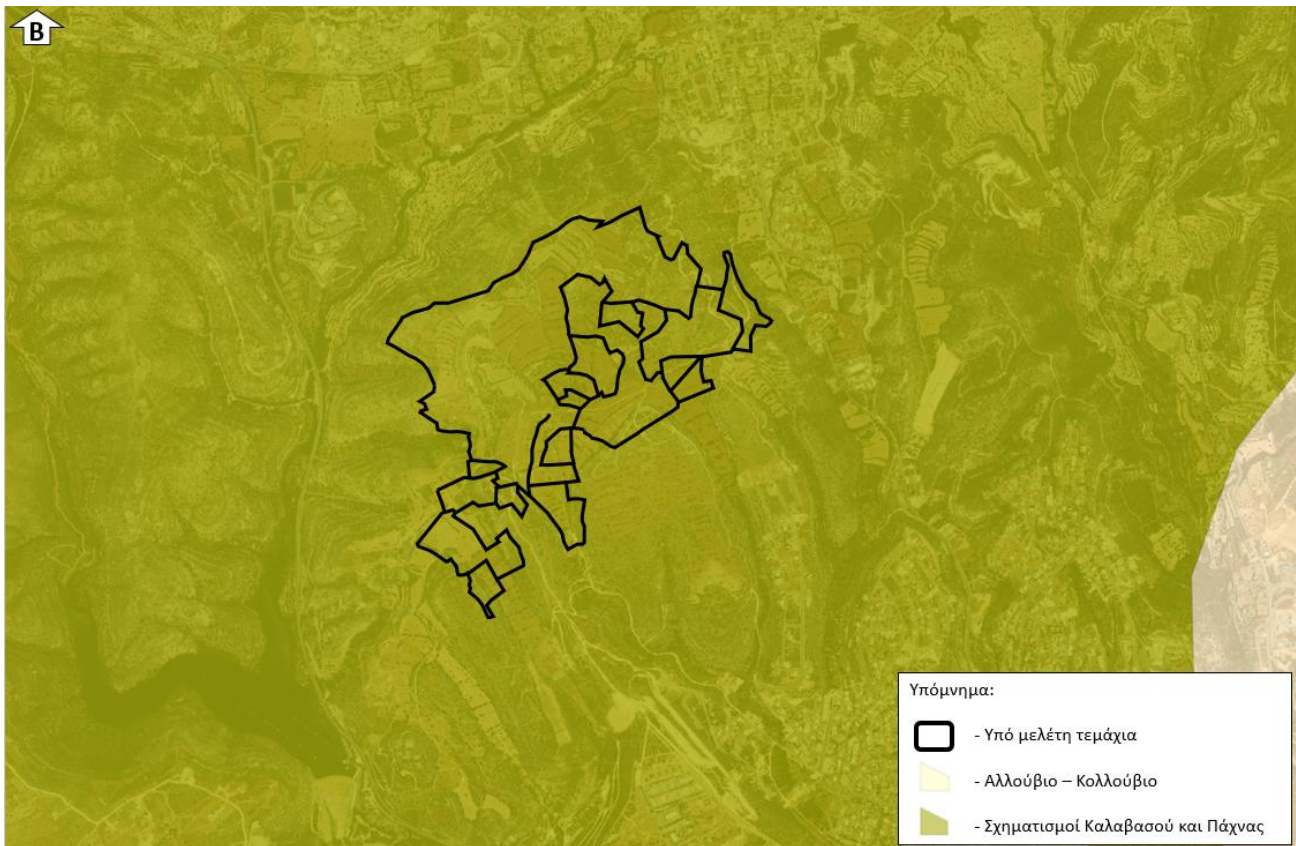 Β
Υπόμνημα:
- Υπό μελέτη τεμάχια
- Αλλούβιο – Κολλούβιο
- Σχηματισμοί Καλαβασού και Πάχνας